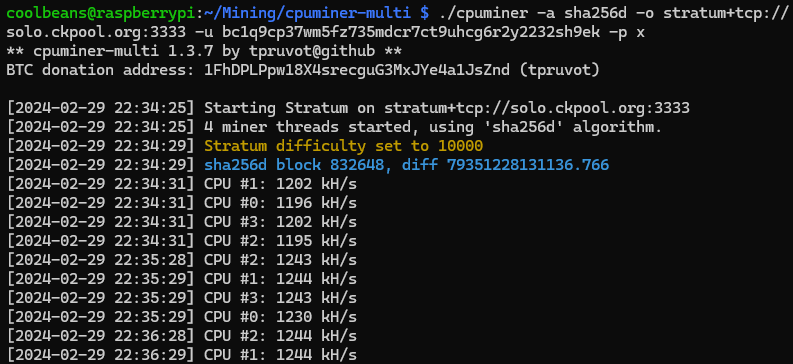 coolbeans@raspberrypi:~/Mining/cpuminer-multi $ ./cpuminer -a sha256d -o stratum+tcp://
solo.ckpool.org:3333 -u bc1q9cp37wm5fz735mdcr7ct9uhcg6r2y2232sh9ek -p x
** cpuminer-multi 1.3.7 by tpruvot@github **
BTC donation address: 1FhDPLPpw18X4srecguG3MxJYe4a1JsZnd (tpruvot)
[2024-02-29 22:34:25] Starting Stratum on stratum+tcp://solo.ckpool.org:3333
[2024-02-29 22:34:25] 4 miner threads started, using 'sha256d' algorithm.
[2024-02-29 22:34:29] Stratum difficulty set to 10000
[2024-02-29 22:34:29] sha256d block 832648, diff 79351228131136.766
[2024-02-29 22:34:31] CPU #1: 1202 kH/s
[2024-02-29 22:34:31] CPU #0: 1196 kH/s
[2024-02-29 22:34:31] CPU #3: 1202 kH/s
[2024-02-29 22:34:31] CPU #2: 1195 kH/s
[2024-02-29 22:35:28] CPU #2: 1243 kH/s
[2024-02-29 22:35:29] CPU #1: 1244 kH/s
[2024-02-29 22:35:29] CPU #3: 1243 kH/s
[2024-02-29 22:35:29] CPU #0: 1230 kH/s
[2024-02-29 22:36:28] CPU #2: 1244 kH/s
[2024-02-29 22:36:29] CPU #1: 1244 kH/s